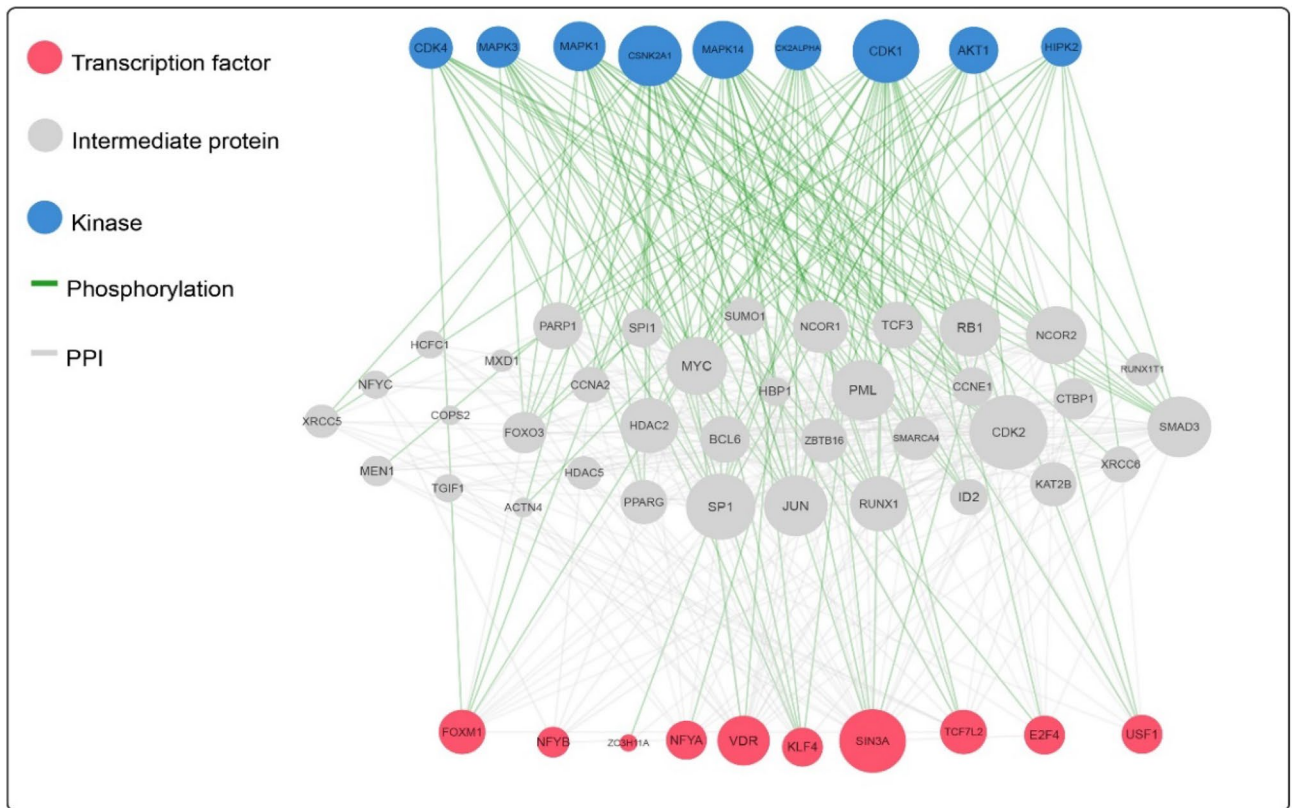 Transcription factor
Intermediate protein
Kinase
Phosphorylation
PPI
CDK4
MAPK3
MAPK1
CSNK2A1
MAPK14
CK2ALPHA
CDK1
AKT1
HIPK2
PARP1
SPI1
SUMO1
NCOR1
TCF3
RB1
NCOR2
HCFC1
MXD1
MYC
RUNX1T1
NFYC
CCNA2
HBP1
PML
CCNE1
CTBP1
XRCC5
COPS2
FOXO3
HDAC2
BCL6
ZBTB16
SMARCA4
CDK2
SMAD3
MEN1
TGIF1
HDAC5
XRCC6
ACTN4
PPARG
SP1
JUN
RUNX1
ID2
KAT2B
FOXM1
NFYB
ZC3H11A
NFYA
VDR
KLF4
SIN3A
TCF7L2
E2F4
USF1